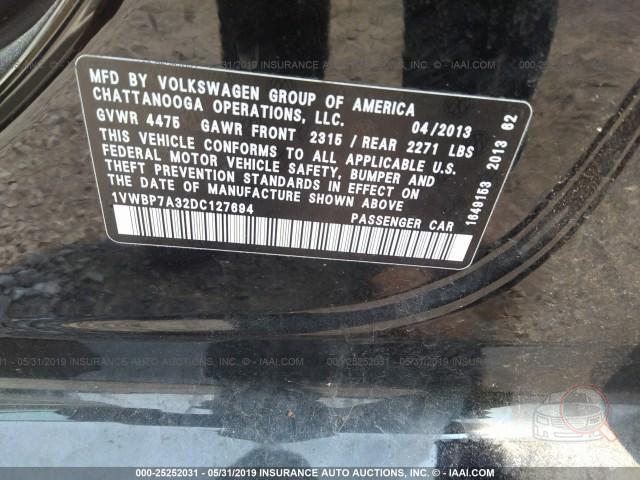 MFD BY VOLKSWAGEN GROUP OF AMERICA
CHATTANOOGA OPERATIONS, LLC. 04/2013
GVWR 4475 GAWR FRONT 2315 / REAR 2271 LBS
THIS VEHICLE CONFORMS TO ALL APPLICABLE U.S.
FEDERAL MOTOR VEHICLE SAFETY, BUMPER AND
THEFT PREVENTION STANDARDS IN EFFECT ON
THE DATE OF MANUFACTURE SHOWN ABOVE
1VWBP7A32DC127694 PASSENGER CAR
1649153 2013 62
000-25252031 - 05/31/2019 INSURANCE AUTO AUCTIONS, INC. - © - IAAI.COM